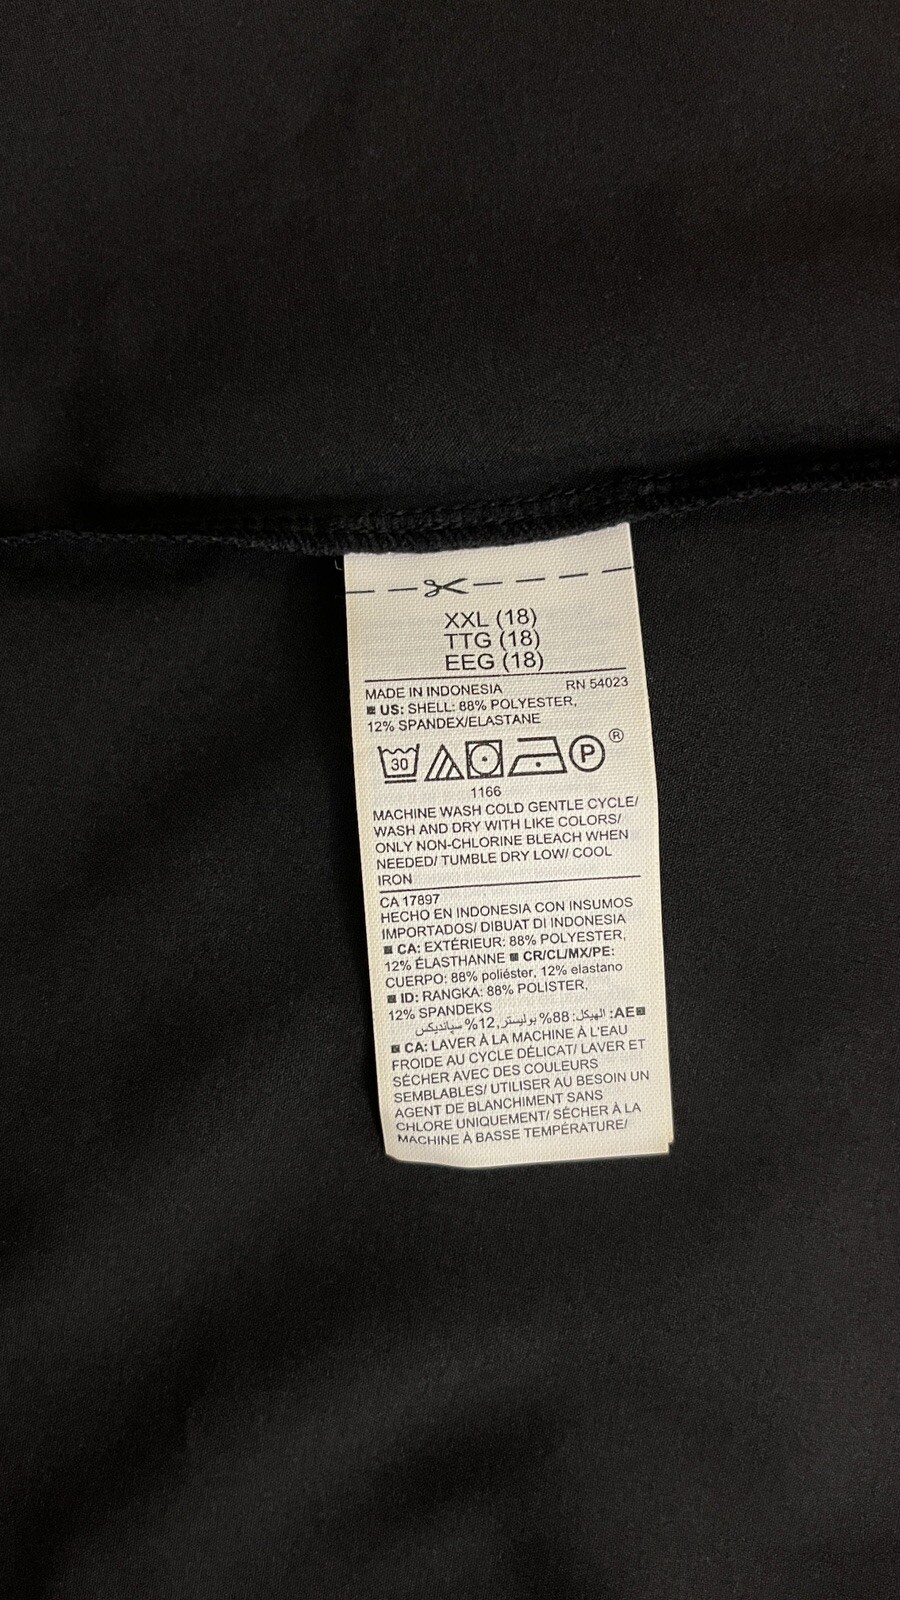 XXL (18)
TTG (18)
EEG (18)
MADE IN INDONESIA RN 54023
■ US: SHELL: 88% POLYESTER,
12% SPANDEX/ELASTANE
30 P ®
1166
MACHINE WASH COLD GENTLE CYCLE/
WASH AND DRY WITH LIKE COLORS/
ONLY NON-CHLORINE BLEACH WHEN
NEEDED/ TUMBLE DRY LOW/ COOL
IRON
CA 17897
HECHO EN INDONESIA CON INSUMOS
IMPORTADOS/ DIBUAT DI INDONESIA
■ CA: EXTÉRIEUR: 88% POLYESTER,
12% ÉLASTHANNE ■ CR/CL/MX/PE:
CUERPO: 88% poliéster, 12% elastano
■ ID: RANGKA: 88% POLISTER,
12% SPANDEKS
■AE: الهيكل: 88% بوليستر, 12% سپانديكس
■ CA: LAVER À LA MACHINE À L'EAU
FROIDE AU CYCLE DÉLICAT/ LAVER ET
SÉCHER AVEC DES COULEURS
SEMBLABLES/ UTILISER AU BESOIN UN
AGENT DE BLANCHIMENT SANS
CHLORE UNIQUEMENT/ SÉCHER À LA
MACHINE À BASSE TEMPÉRATURE/